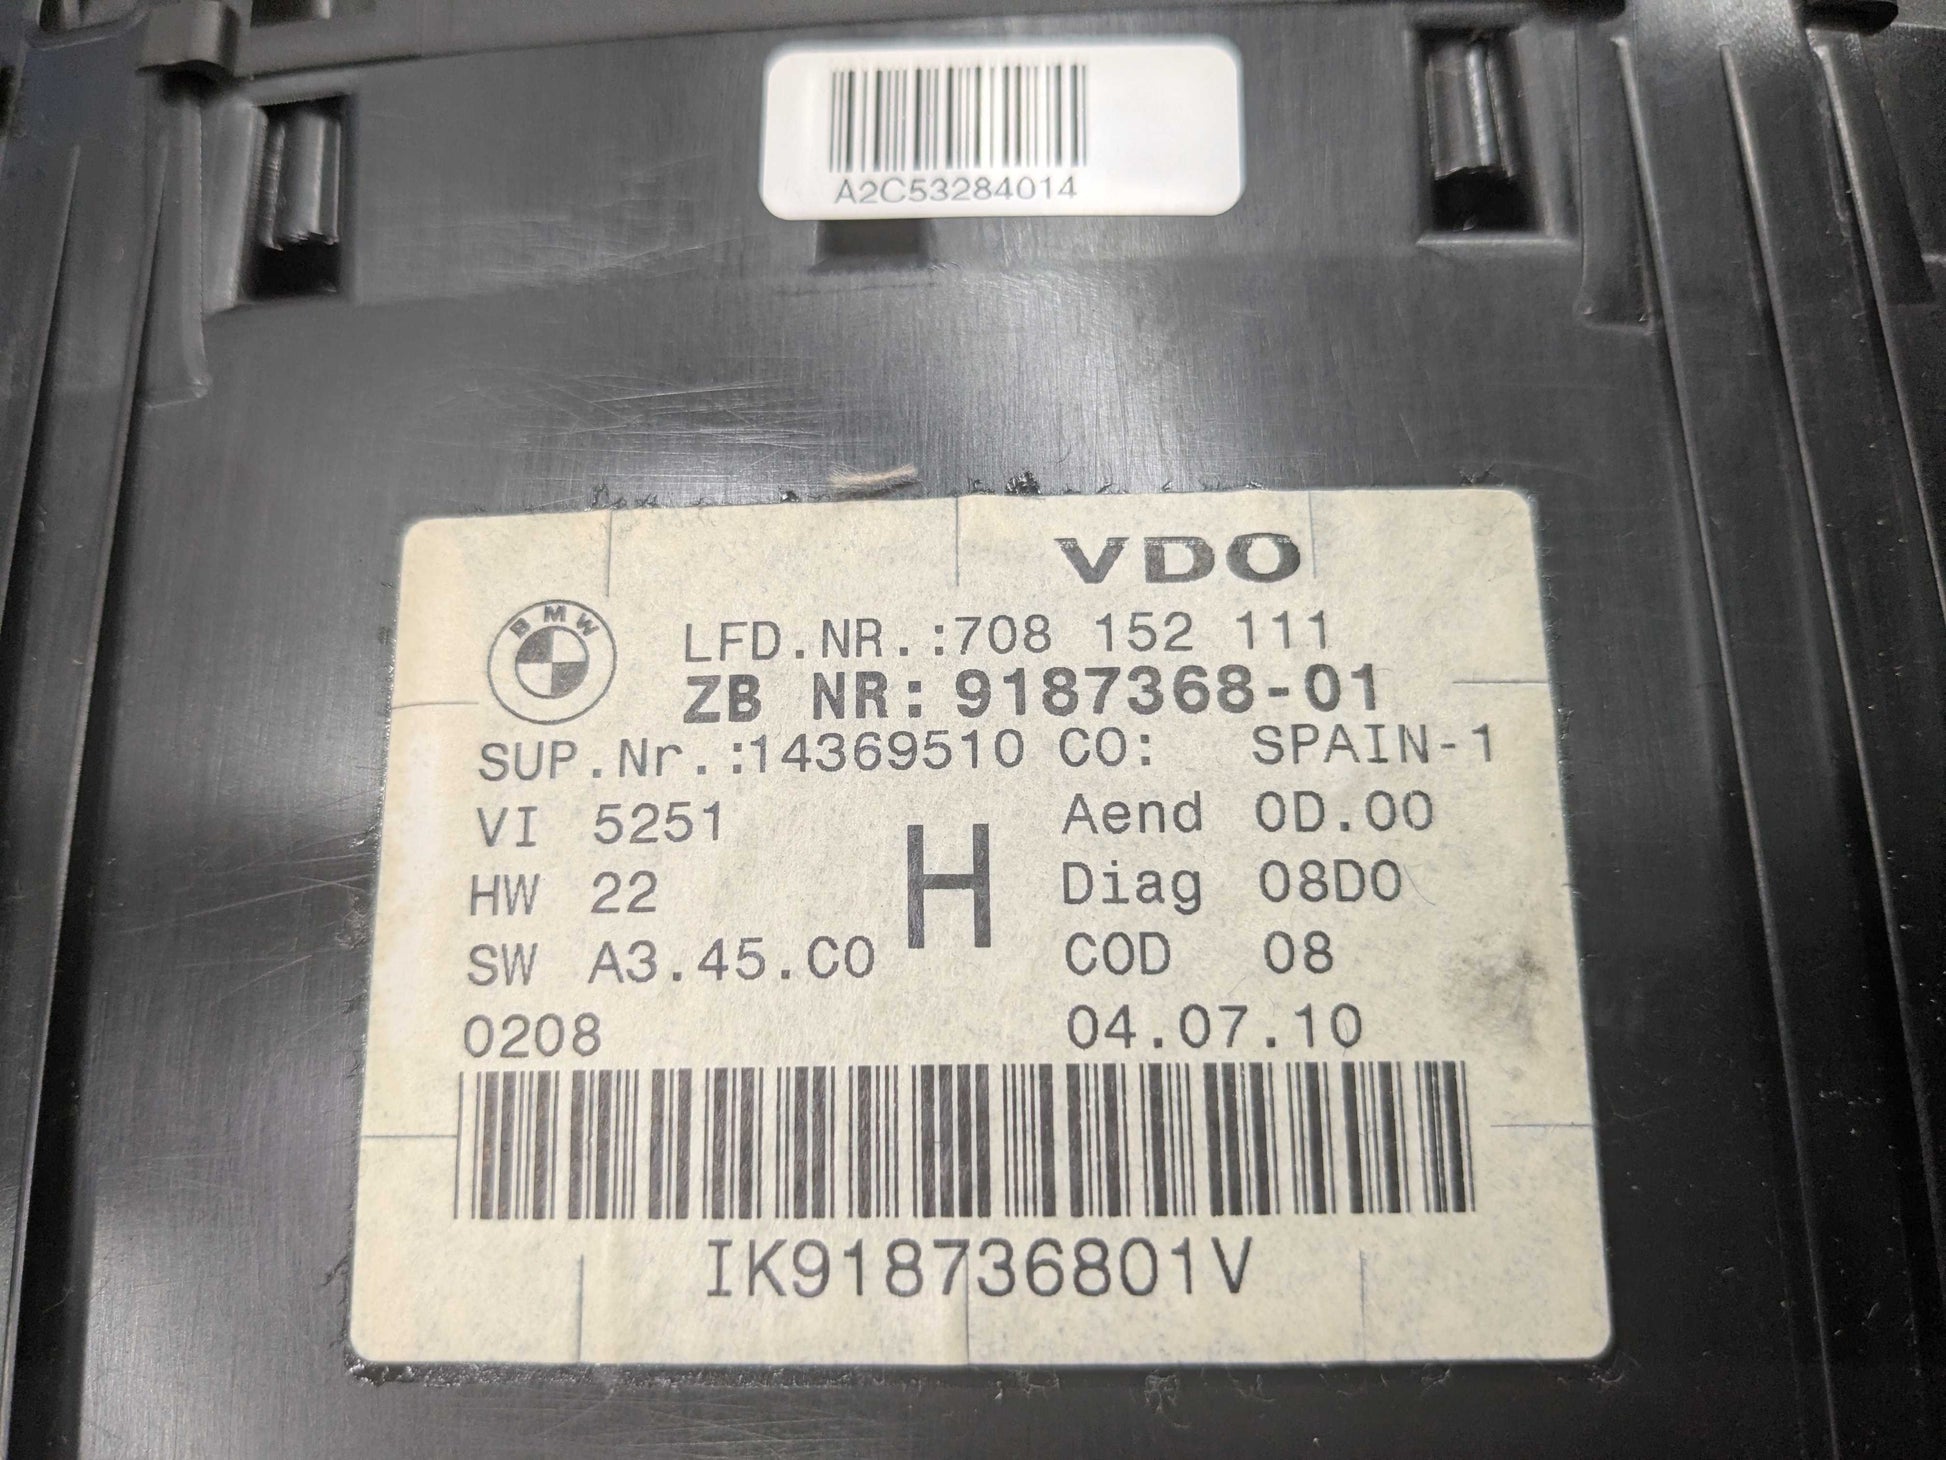 A2C53284014
VDO
BMW
LFD.NR.:708 152 111
ZB NR:9187368-01
SUP.Nr.:14369510 CO: SPAIN-1
VI 5251 Aend 0D.00
HW 22 H Diag 08D0
SW A3.45.C0 COD 08
0208 04.07.10
IK918736801V